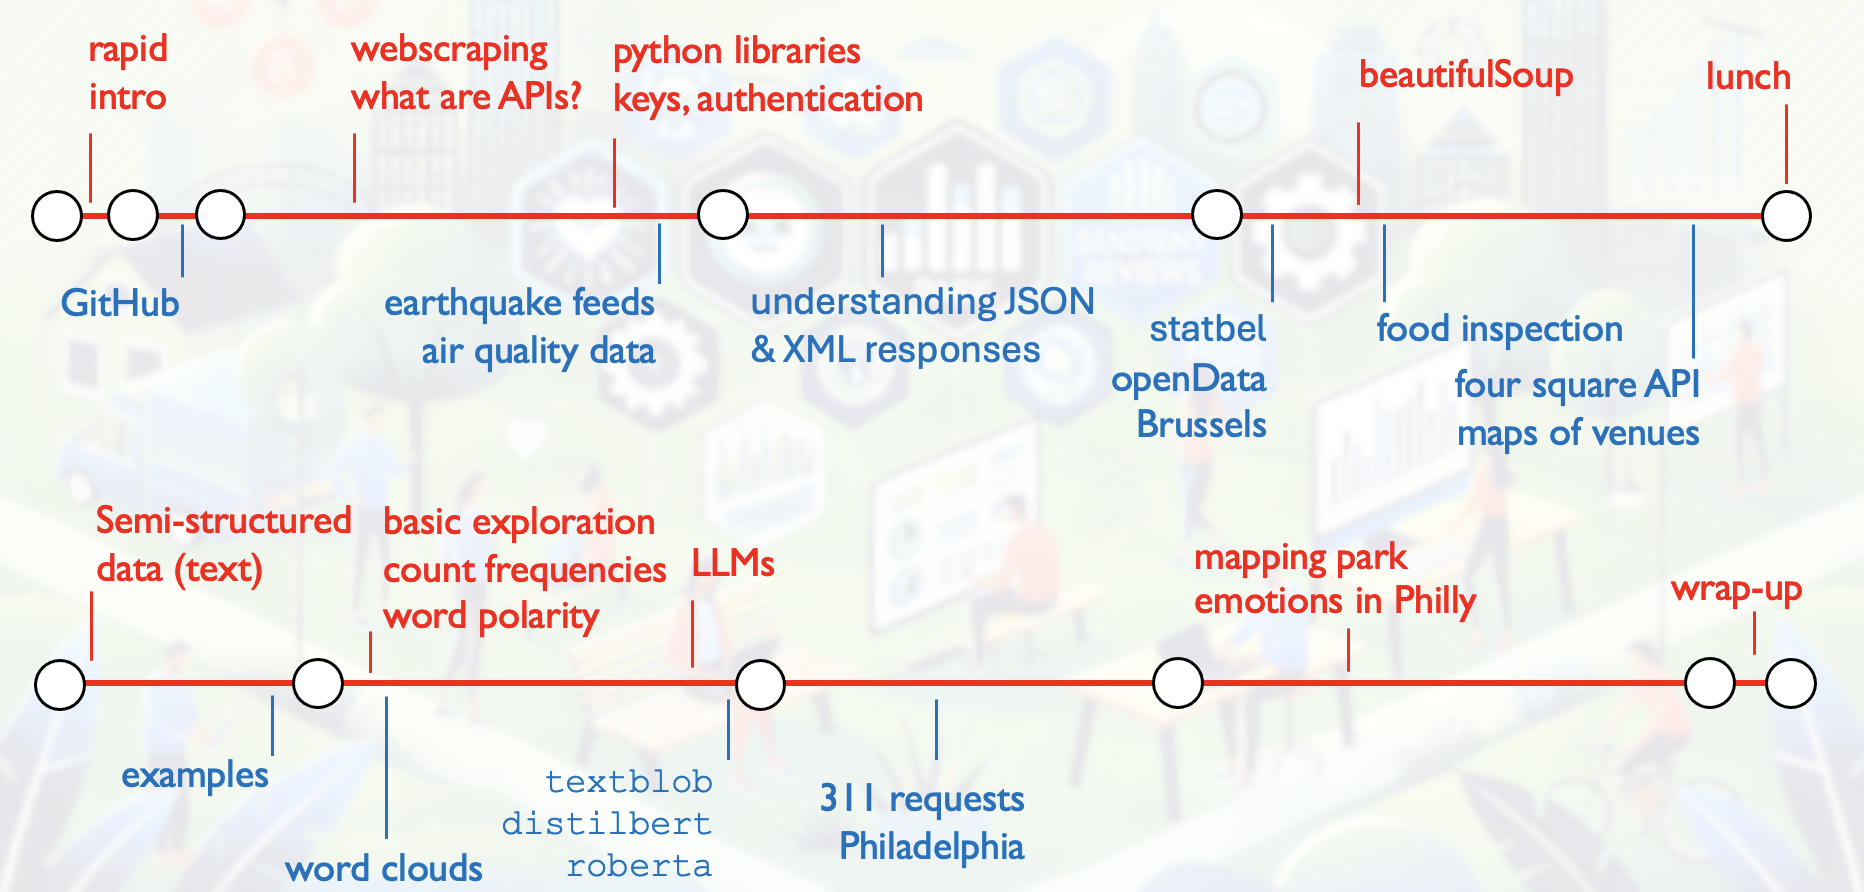 rapid
intro
webscraping
what are APIs?
python libraries
keys, authentication
beautifulSoup
lunch
GitHub
earthquake feeds
air quality data
understanding JSON
& XML responses
statbel
openData
Brussels
food inspection
four square API
maps of venues
SENTIENT
REVIEWS
Semi-structured
data (text)
basic exploration
count frequencies
word polarity
LLMs
mapping park
emotions in Philly
wrap-up
examples
word clouds
textblob
distilbert
roberta
311 requests
Philadelphia